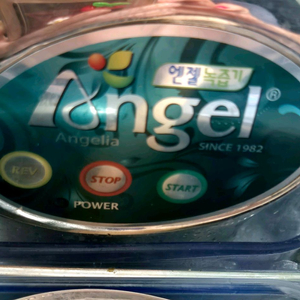 엔젤 녹즙기
Angel®
Angelia
SINCE 1982
REV
STOP
START
POWER